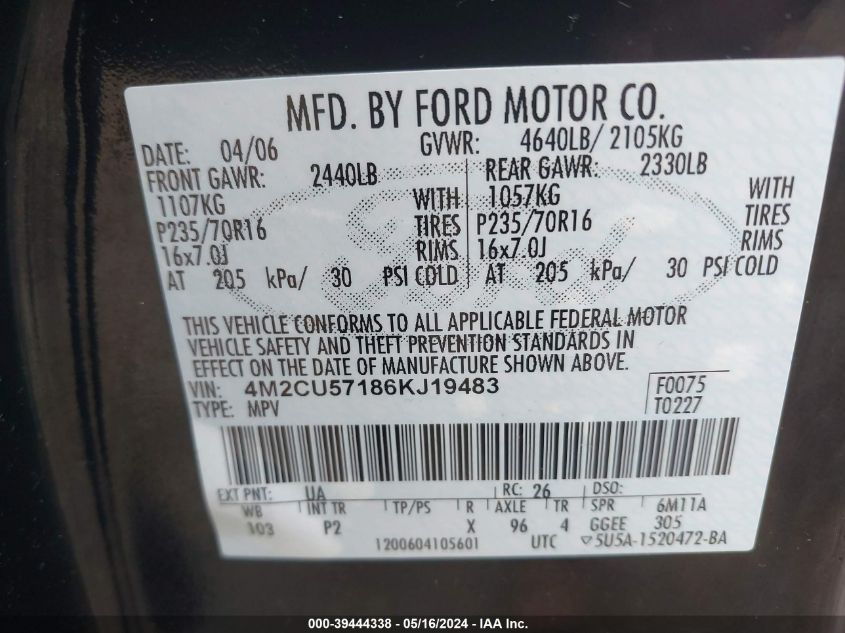 MFD. BY FORD MOTOR CO.
DATE: 04/06 GVWR: 4640LB/ 2105KG
FRONT GAWR: 2440LB REAR GAWR: 2330LB
1107KG WITH 1057KG WITH
P235/70R16 TIRES P235/70R16 TIRES
16x7.0J RIMS 16x7.0J RIMS
AT 205 kPa/ 30 PSI COLD AT 205 kPa/ 30 PSI COLD
THIS VEHICLE CONFORMS TO ALL APPLICABLE FEDERAL MOTOR
VEHICLE SAFETY AND THEFT PREVENTION STANDARDS IN
EFFECT ON THE DATE OF MANUFACTURE SHOWN ABOVE.
VIN: 4M2CU57186KJ19483 F0075
TYPE: MPV T0227
EXT PNT: UA RC: 26 DSO:
WB INT TR TP/PS R AXLE TR SPR 6M11A
103 P2 X 96 4 GGEE 305
1200604105601 UTC ▽5U5A-1520472-BA
000-39444338 - 05/16/2024 - IAA Inc.